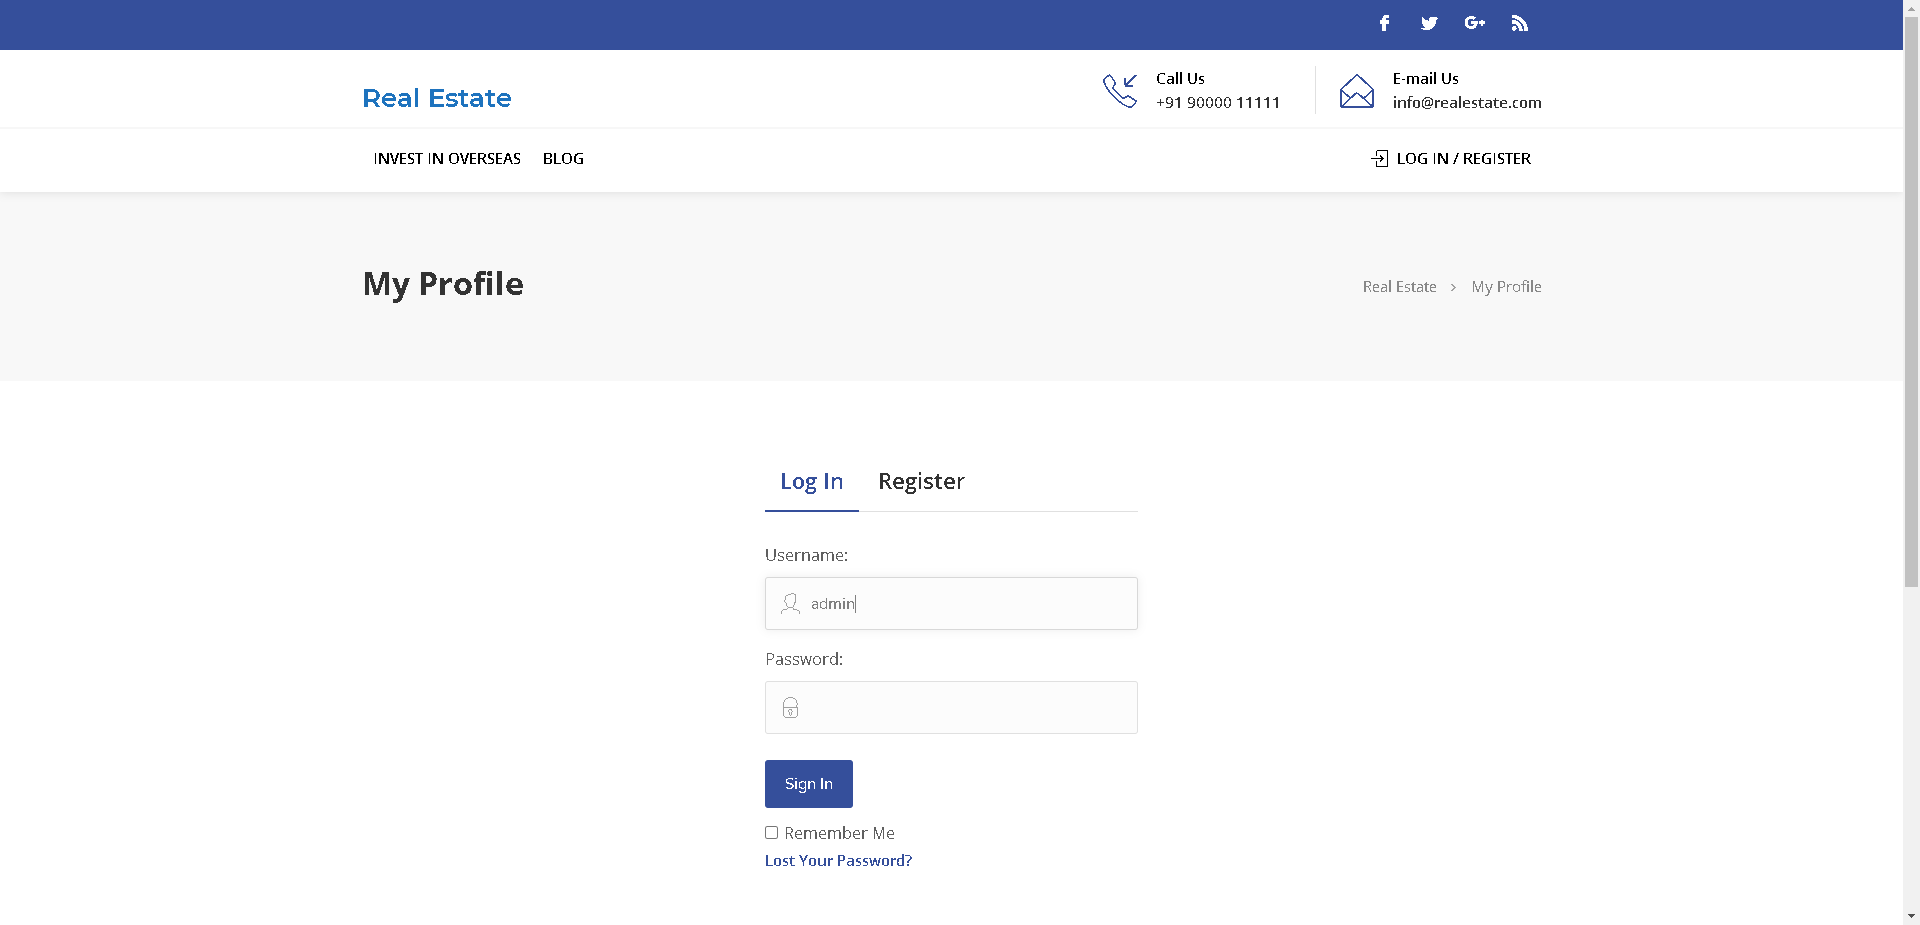 Real Estate
Call Us
+91 90000 11111
E-mail Us
info@realestate.com
INVEST IN OVERSEAS
BLOG
LOG IN / REGISTER
My Profile
Real Estate > My Profile
Log In
Register
Username:
admin
Password:
Sign In
Remember Me
Lost Your Password?